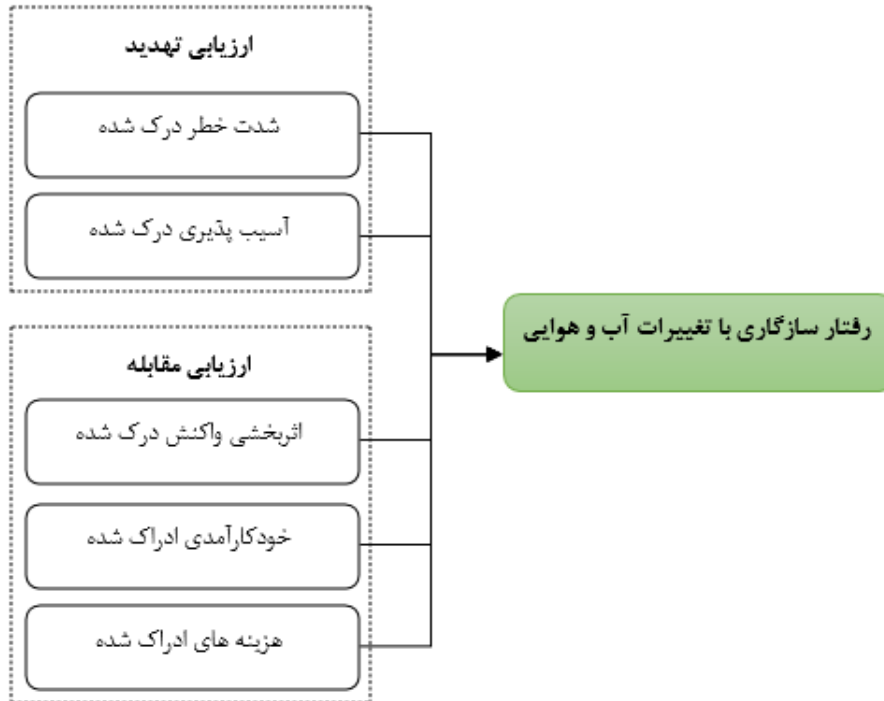 ارزیابی تهدید
شدت خطر درک شده
آسیب پذیری درک شده
رفتار سازگاری با تغییرات آب و هوایی
ارزیابی مقابله
اثربخشی واکنش درک شده
خودکارآمدی ادراک شده
هزینه های ادراک شده